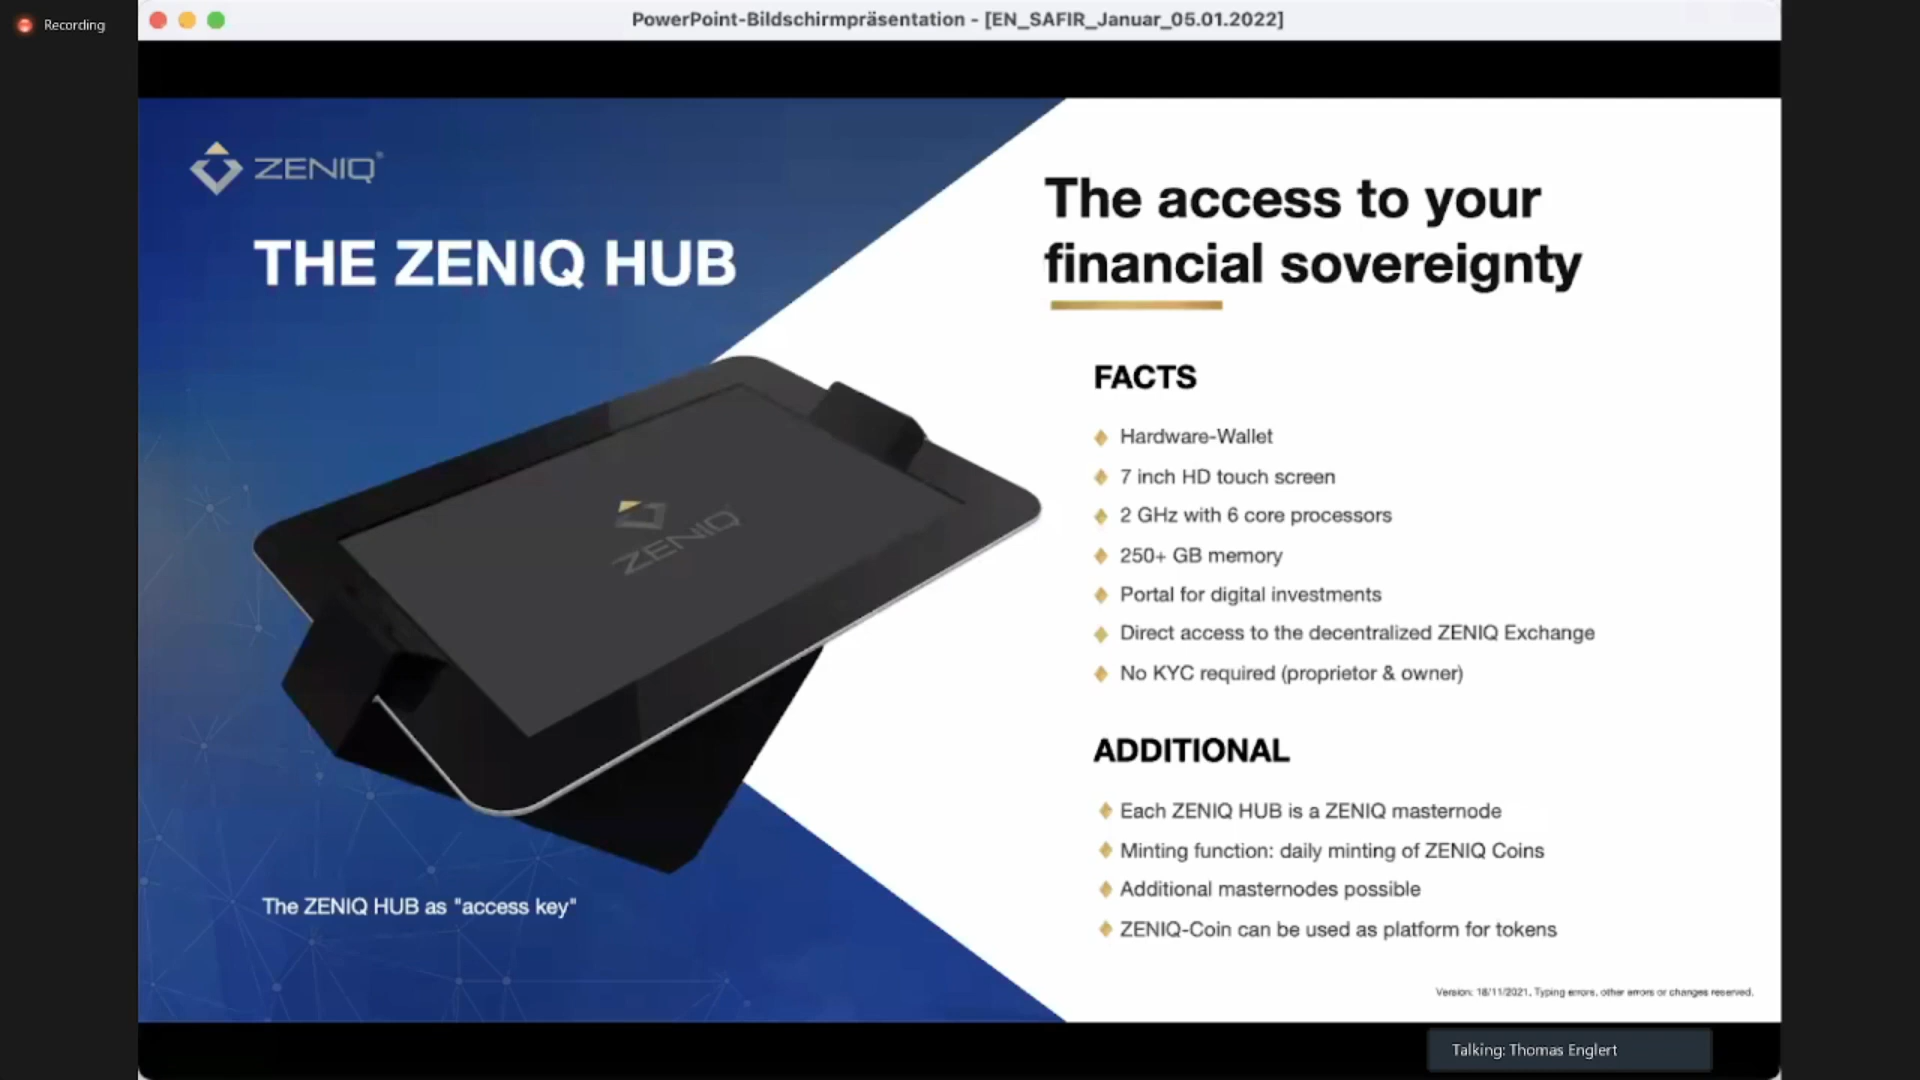 Recording
PowerPoint-Bildschirmpräsentation - [EN_SAFIR_Januar_05.01.2022]
ZENIQ®
THE ZENIQ HUB
ZENIQ
The ZENIQ HUB as "access key"
The access to your
financial sovereignty
FACTS
Hardware-Wallet
7 inch HD touch screen
2 GHz with 6 core processors
250+ GB memory
Portal for digital investments
Direct access to the decentralized ZENIQ Exchange
No KYC required (proprietor & owner)
ADDITIONAL
Each ZENIQ HUB is a ZENIQ masternode
Minting function: daily minting of ZENIQ Coins
Additional masternodes possible
ZENIQ-Coin can be used as platform for tokens
Version: 18/11/2021, Typing errors, other errors or changes reserved.
Talking: Thomas Englert